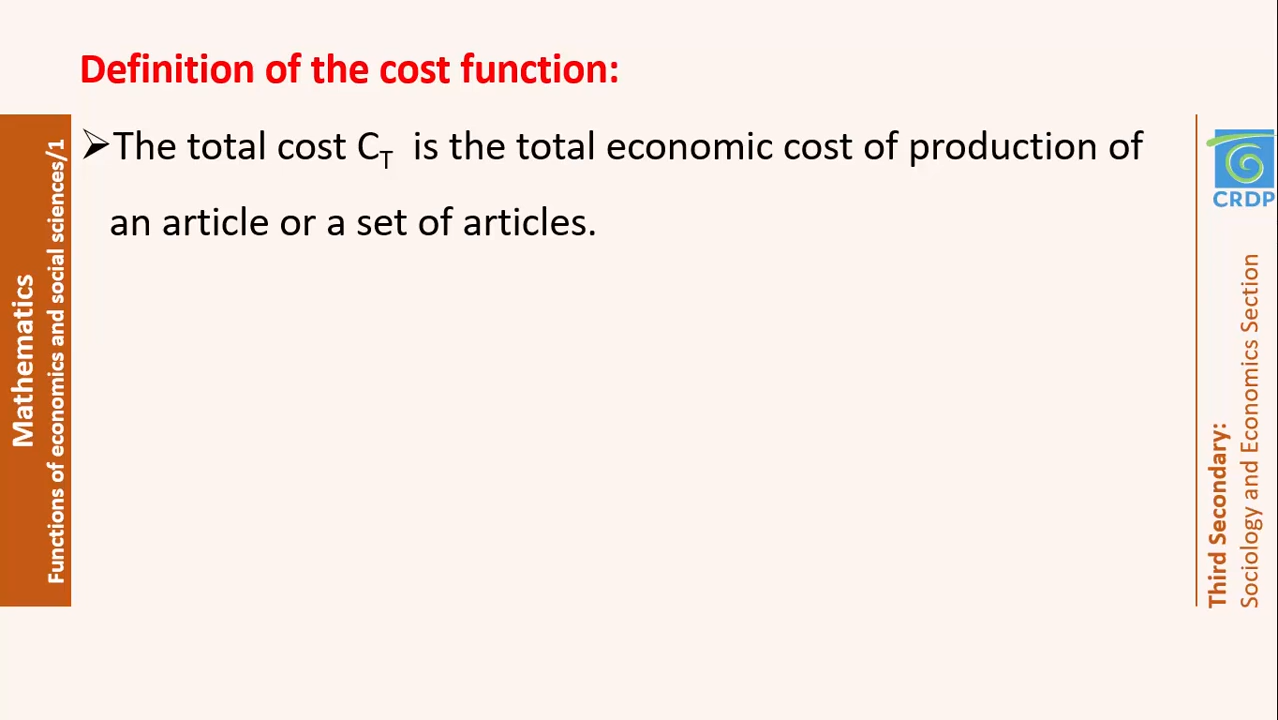 Definition of the cost function:
➢The total cost C_T is the total economic cost of production of
an article or a set of articles.
Mathematics
Functions of economics and social sciences/1
CRDP
Third Secondary:
Sociology and Economics Section